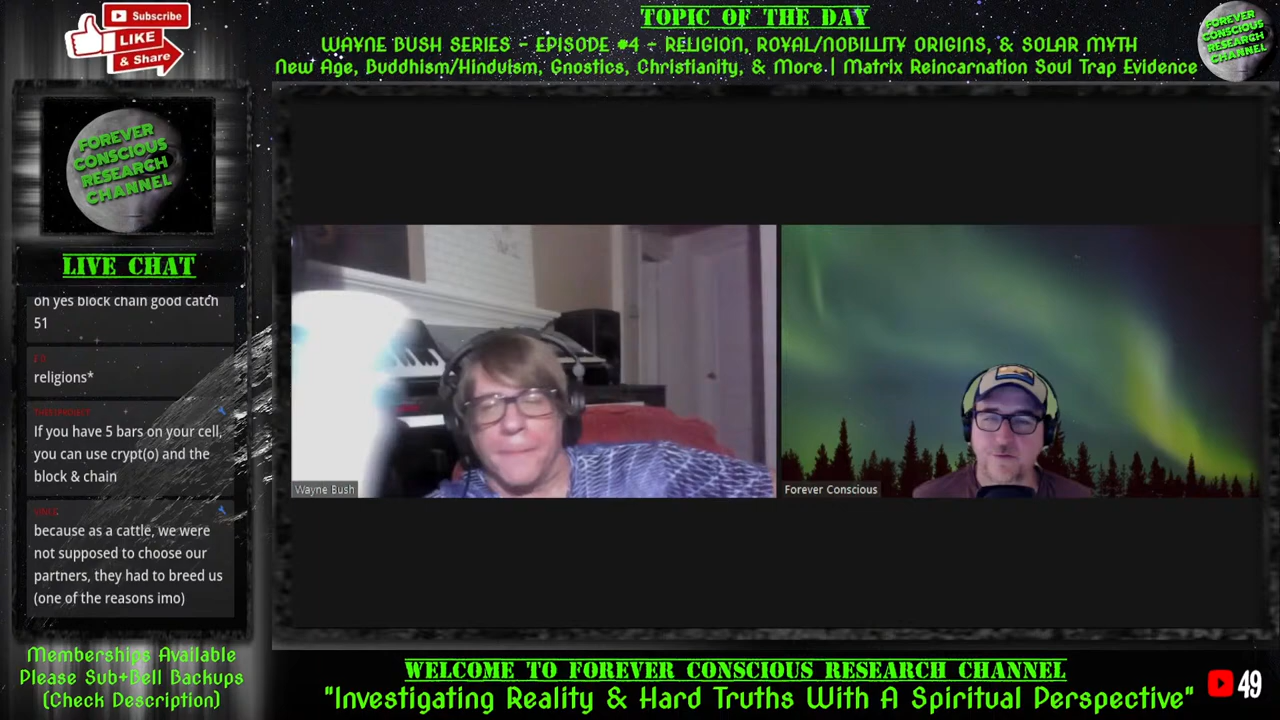 Subscribe
LIKE
& Share
TOPIC OF THE DAY
WAYNE BUSH SERIES - EPISODE #4 - RELIGION, ROYAL/NOBILLITY ORIGINS, & SOLAR MYTH
New Age, Buddhism/Hinduism, Gnostics, Christianity, & More | Matrix Reincarnation Soul Trap Evidence
FOREVER
CONSCIOUS
RESEARCH
CHANNEL
FOREVER
CONSCIOUS
RESEARCH
CHANNEL
LIVE CHAT
oh yes block chain good catch
51
religions*
If you have 5 bars on your cell,
you can use crypt(o) and the
block & chain
because as a cattle, we were
not supposed to choose our
partners, they had to breed us
(one of the reasons imo)
Wayne Bush
Forever Conscious
Memberships Available
Please Sub+Bell Backups
(Check Description)
WELCOME TO FOREVER CONSCIOUS RESEARCH CHANNEL
"Investigating Reality & Hard Truths With A Spiritual Perspective"
49